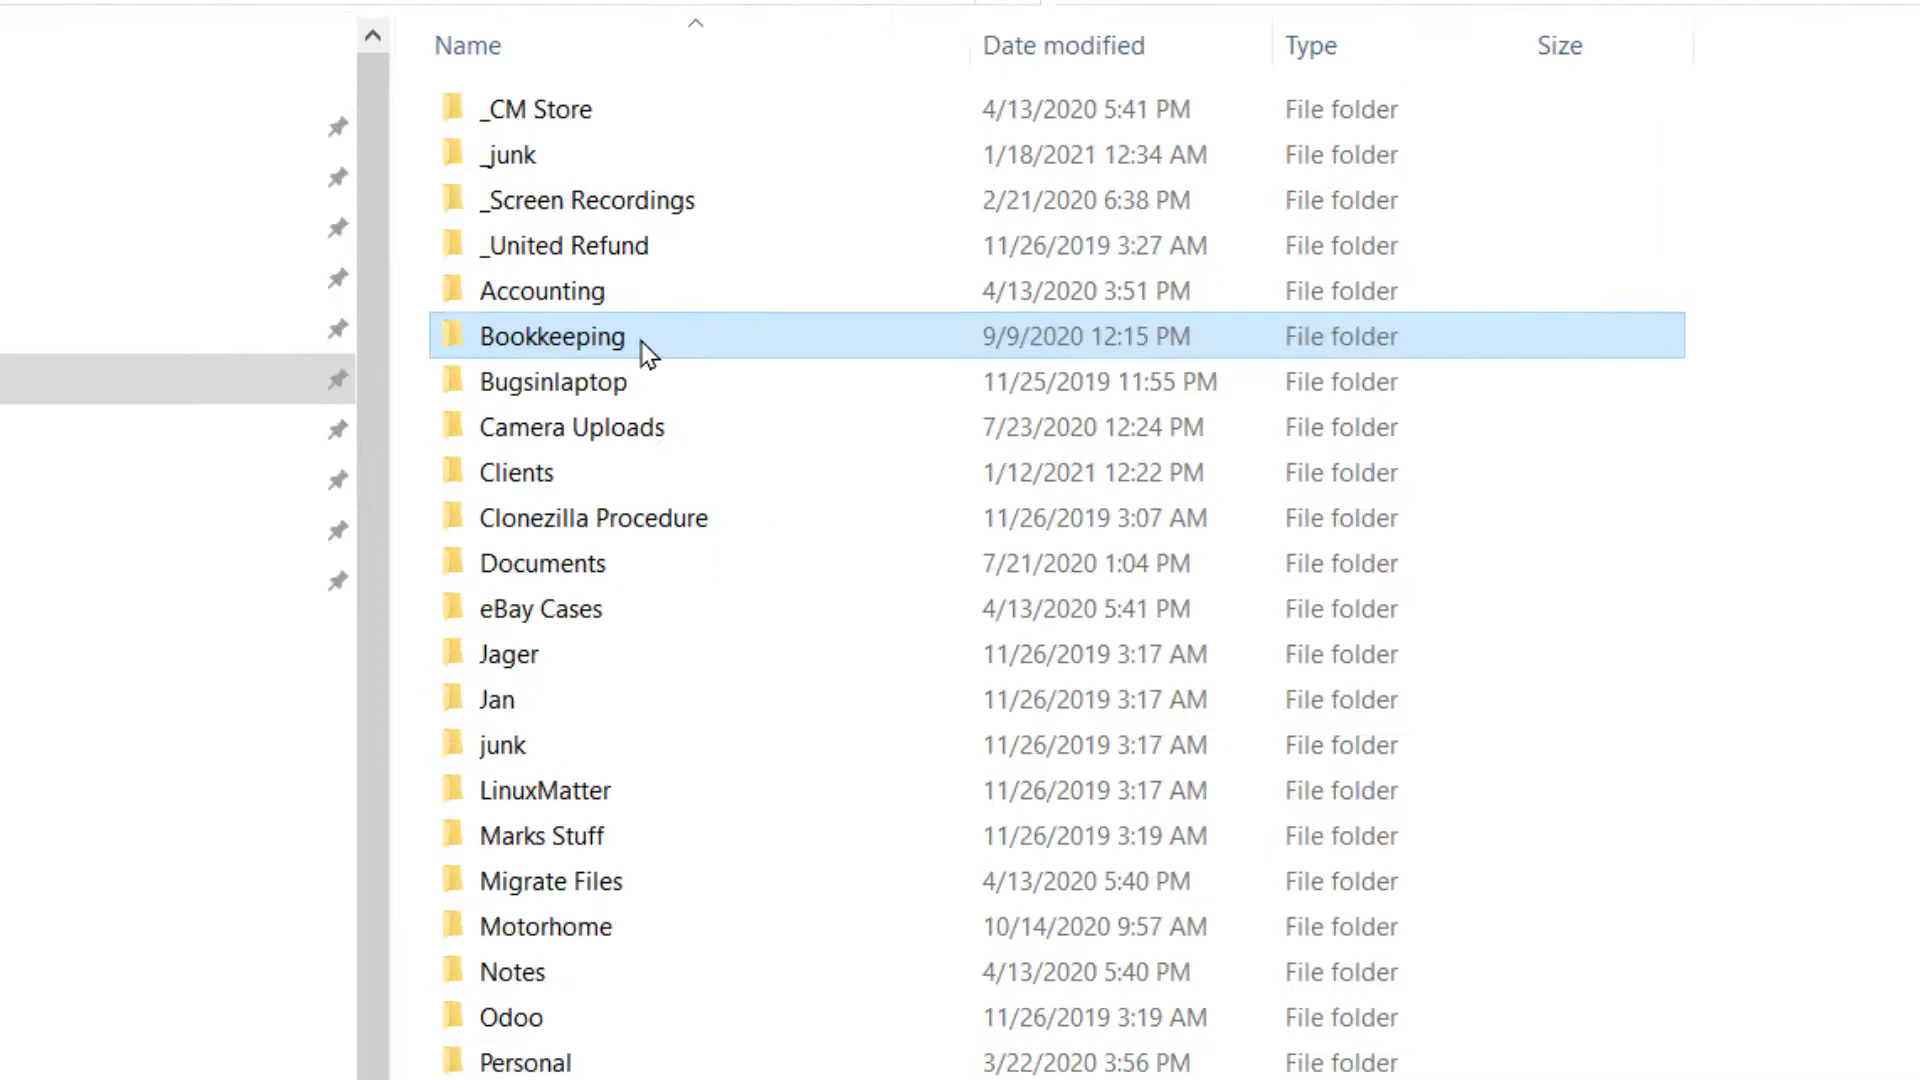 Name Date modified Type Size
_CM Store 4/13/2020 5:41 PM File folder
_junk 1/18/2021 12:34 AM File folder
_Screen Recordings 2/21/2020 6:38 PM File folder
_United Refund 11/26/2019 3:27 AM File folder
Accounting 4/13/2020 3:51 PM File folder
Bookkeeping 9/9/2020 12:15 PM File folder
Bugsinlaptop 11/25/2019 11:55 PM File folder
Camera Uploads 7/23/2020 12:24 PM File folder
Clients 1/12/2021 12:22 PM File folder
Clonezilla Procedure 11/26/2019 3:07 AM File folder
Documents 7/21/2020 1:04 PM File folder
eBay Cases 4/13/2020 5:41 PM File folder
Jager 11/26/2019 3:17 AM File folder
Jan 11/26/2019 3:17 AM File folder
junk 11/26/2019 3:17 AM File folder
LinuxMatter 11/26/2019 3:17 AM File folder
Marks Stuff 11/26/2019 3:19 AM File folder
Migrate Files 4/13/2020 5:40 PM File folder
Motorhome 10/14/2020 9:57 AM File folder
Notes 4/13/2020 5:40 PM File folder
Odoo 11/26/2019 3:19 AM File folder
Personal 3/22/2020 3:56 PM File folder